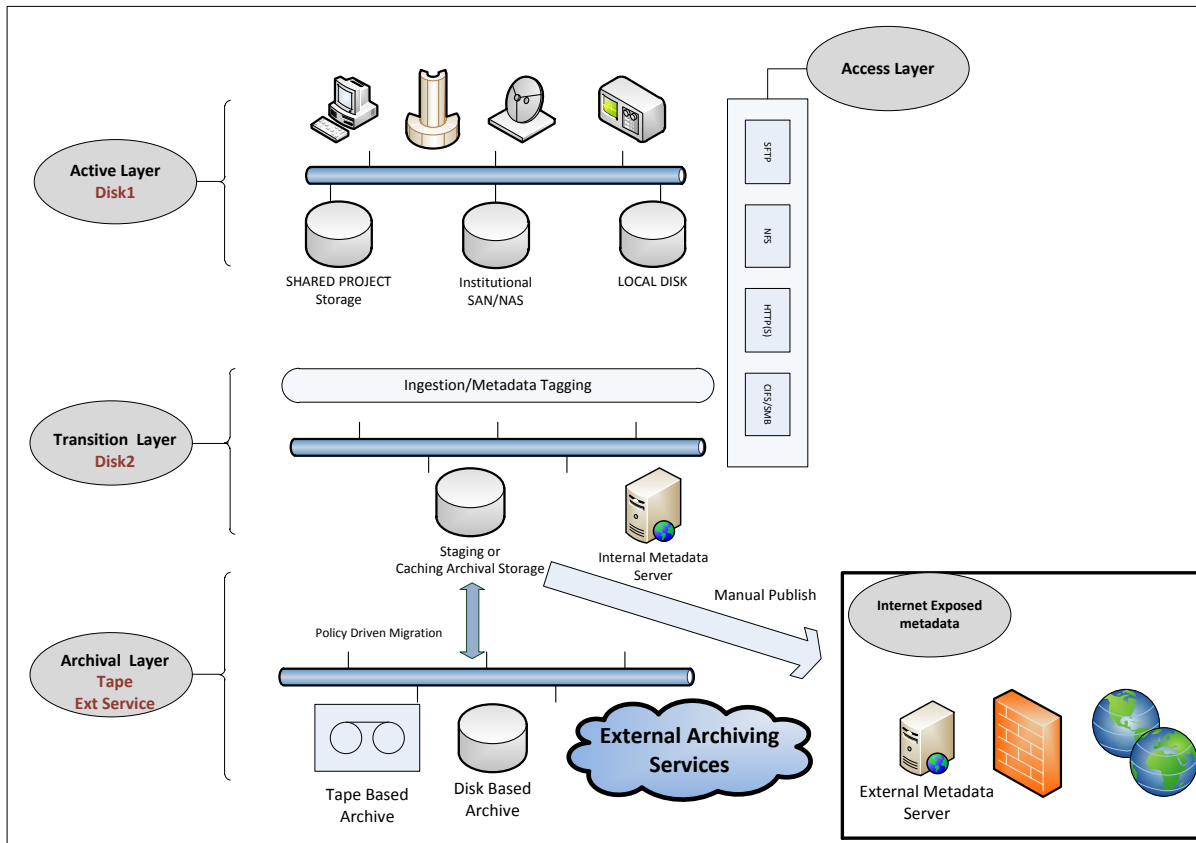 Access Layer
SFTP
NFS
HTTP(S)
CIFS/SMB
Active Layer
Disk1
SHARED PROJECT
Storage
Institutional
SAN/NAS
LOCAL DISK
Transition Layer
Disk2
Ingestion/Metadata Tagging
Staging or
Caching Archival Storage
Internal Metadata
Server
Manual Publish
Policy Driven Migration
Archival Layer
Tape
Ext Service
Tape Based
Archive
Disk Based
Archive
External Archiving
Services
Internet Exposed
metadata
External Metadata
Server